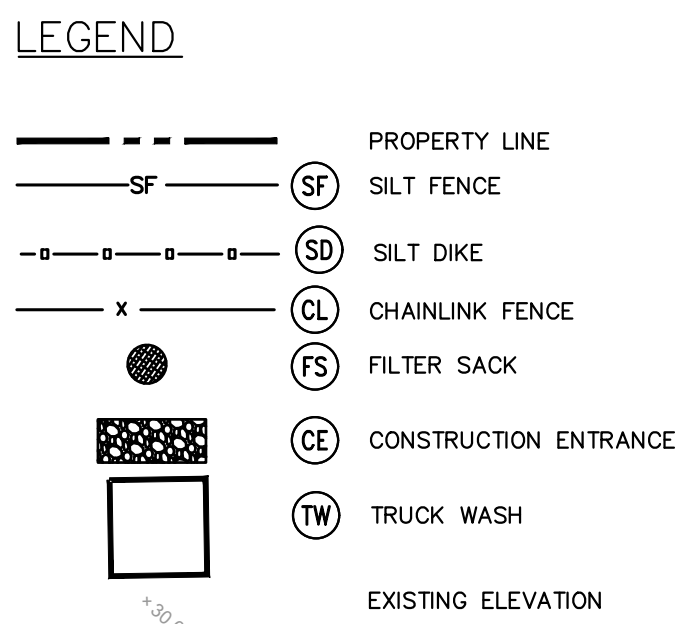 LEGEND
PROPERTY LINE
SF SF SILT FENCE
SD SILT DIKE
X CL CHAINLINK FENCE
FS FILTER SACK
CE CONSTRUCTION ENTRANCE
TW TRUCK WASH
EXISTING ELEVATION